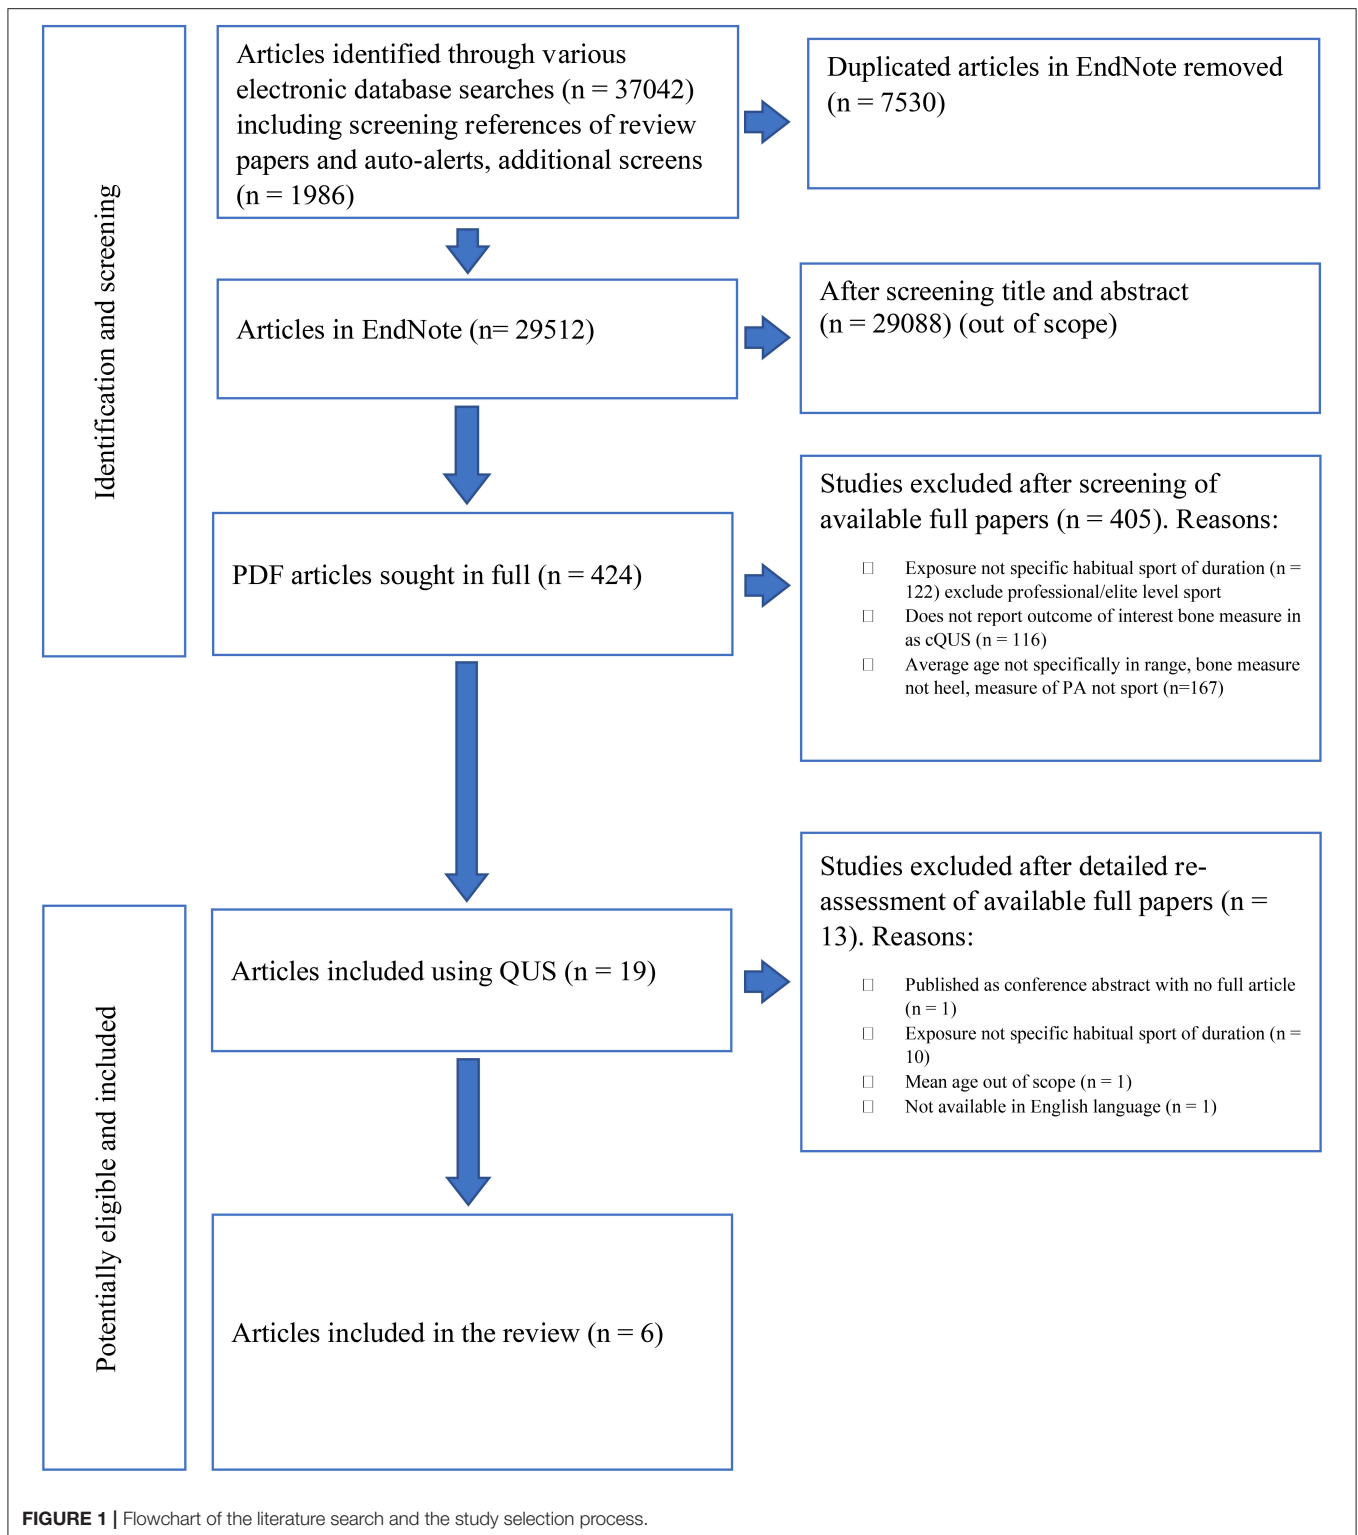 Identification and screening
Articles identified through various
electronic database searches (n = 37042)
including screening references of review
papers and auto-alerts, additional screens
(n = 1986)
Duplicated articles in EndNote removed
(n = 7530)
Articles in EndNote (n= 29512)
After screening title and abstract
(n = 29088) (out of scope)
PDF articles sought in full (n = 424)
Studies excluded after screening of
available full papers (n = 405). Reasons:
□ Exposure not specific habitual sport of duration (n =
122) exclude professional/elite level sport
□ Does not report outcome of interest bone measure in
as cQUS (n = 116)
□ Average age not specifically in range, bone measure
not heel, measure of PA not sport (n=167)
Potentially eligible and included
Articles included using QUS (n = 19)
Studies excluded after detailed re-
assessment of available full papers (n =
13). Reasons:
□ Published as conference abstract with no full article
(n = 1)
□ Exposure not specific habitual sport of duration (n =
10)
□ Mean age out of scope (n = 1)
□ Not available in English language (n = 1)
Articles included in the review (n = 6)
FIGURE 1 | Flowchart of the literature search and the study selection process.